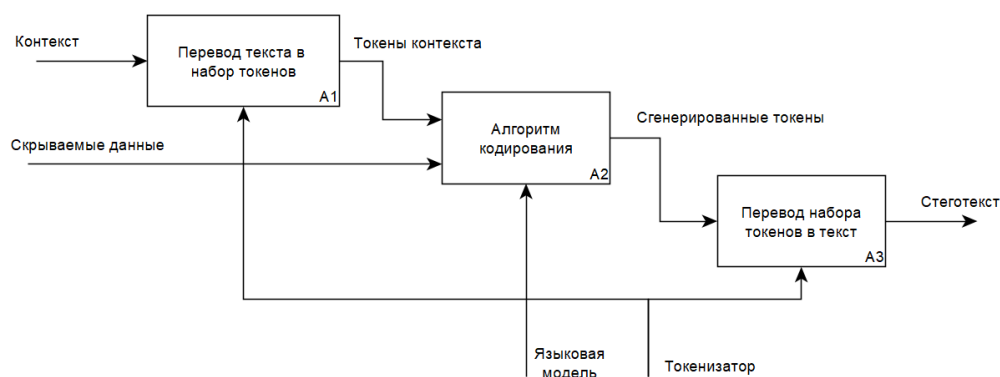 Контекст
Перевод текста в
набор токенов
A1
Токены контекста
Скрываемые данные
Алгоритм
кодирования
A2
Сгенерированные токены
Перевод набора
токенов в текст
A3
Стеготекст
Языковая
модель
Токенизатор